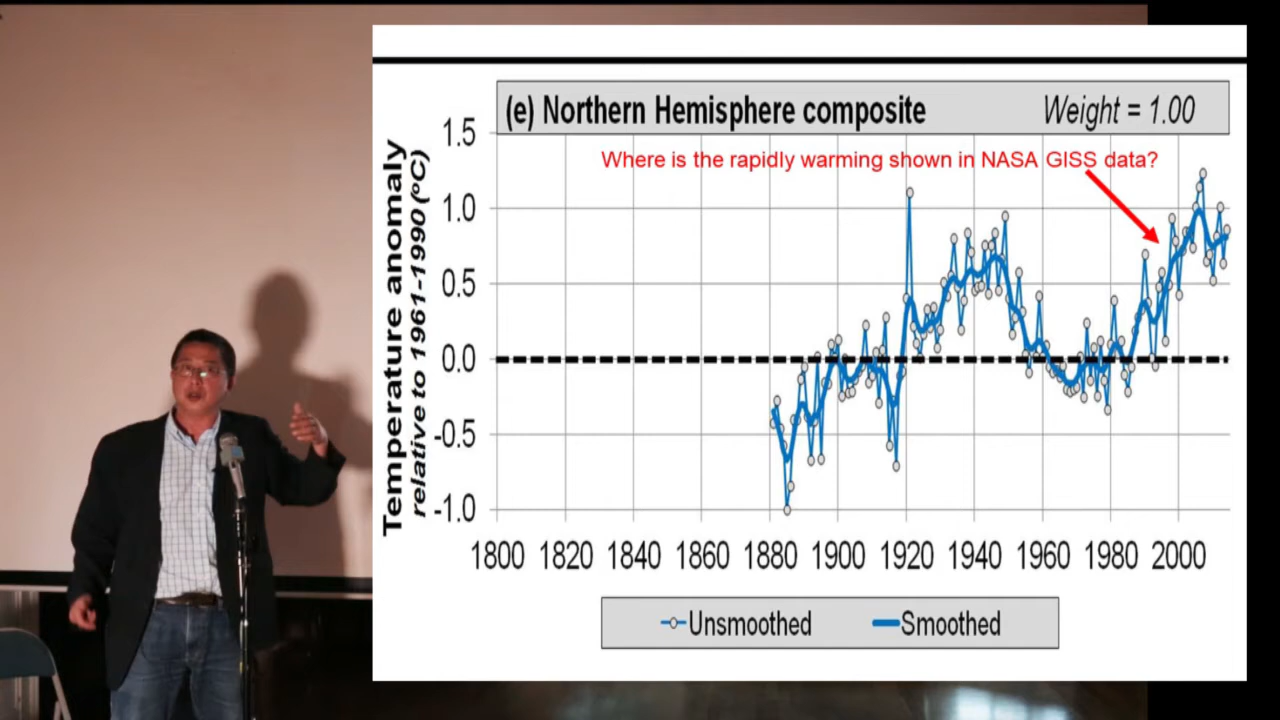 (e) Northern Hemisphere composite Weight = 1.00
Where is the rapidly warming shown in NASA GISS data?
Temperature anomaly
relative to 1961-1990 (°C)
1.5
1.0
0.5
0.0
-0.5
-1.0
1800 1820 1840 1860 1880 1900 1920 1940 1960 1980 2000
Unsmoothed Smoothed